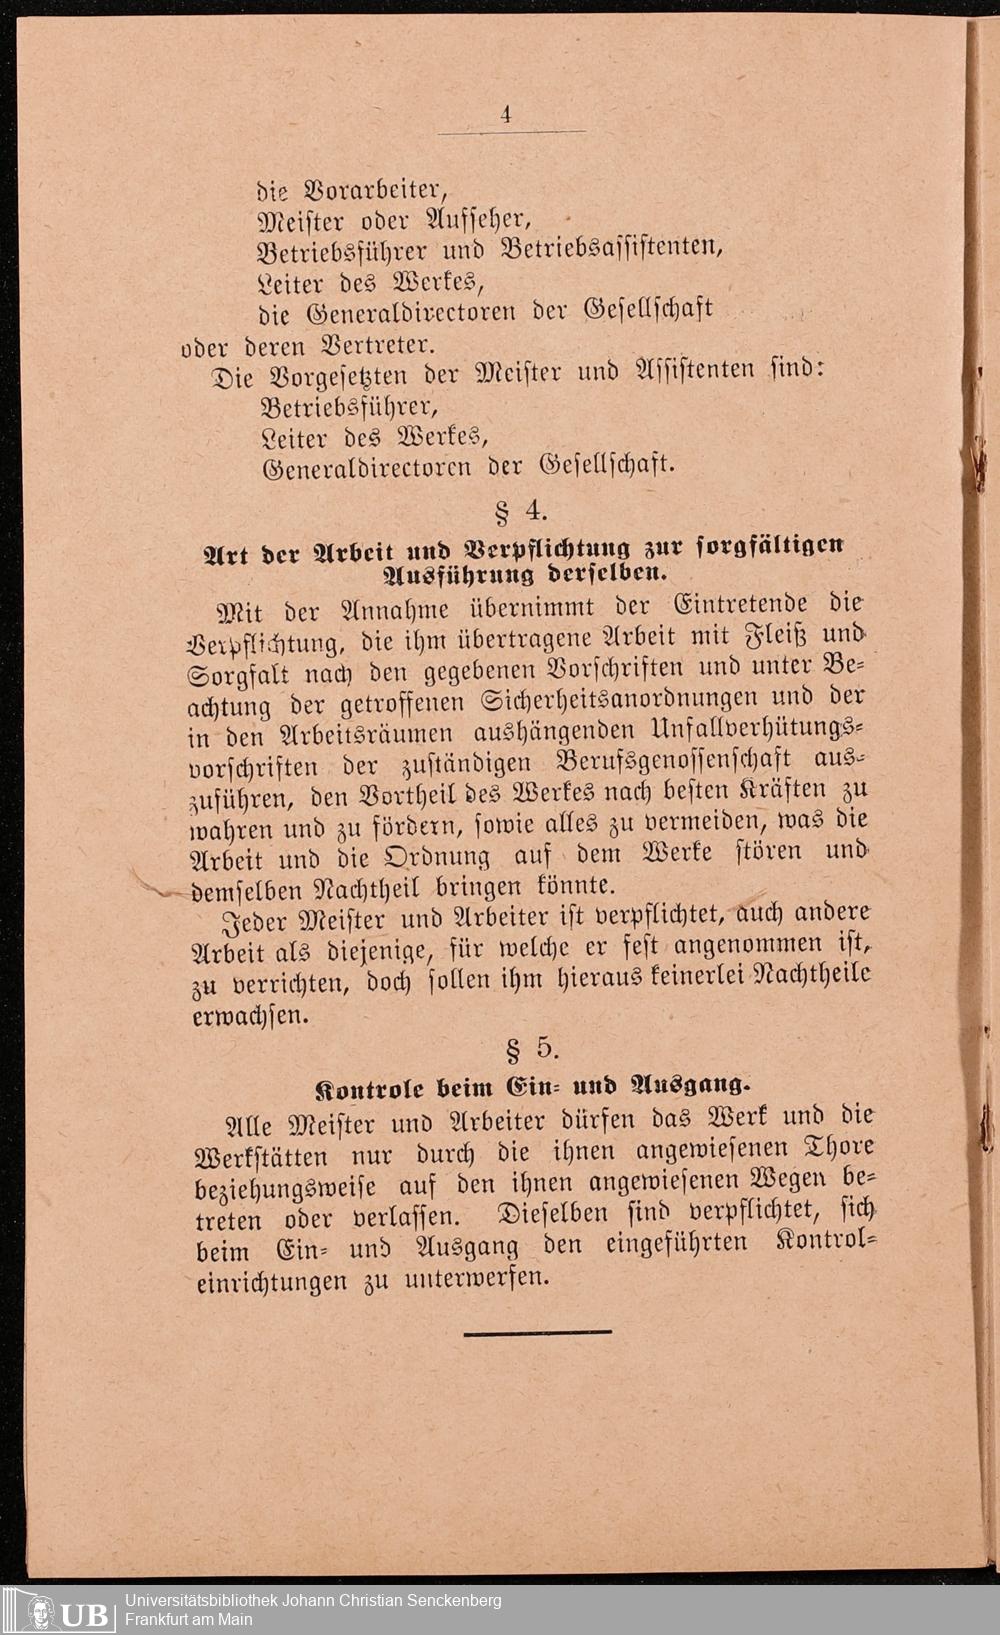 4
die Vorarbeiter,
Meister oder Aufseher,
Betriebsführer und Betriebsassistenten,
Leiter des Werkes,
die Generaldirectoren der Gesellschaft
oder deren Vertreter.
Die Vorgesetzten der Meister und Assistenten sind:
Betriebsführer,
Leiter des Werkes,
Generaldirectoren der Gesellschaft.
§ 4.
Art der Arbeit und Verpflichtung zur sorgfältigen
Ausführung derselben.
Mit der Annahme übernimmt der Eintretende die
Verpflichtung, die ihm übertragene Arbeit mit Fleiß und
Sorgfalt nach den gegebenen Vorschriften und unter Be-
achtung der getroffenen Sicherheitsanordnungen und der
in den Arbeitsräumen aushängenden Unfallverhütungs-
vorschriften der zuständigen Berufsgenossenschaft aus-
zuführen, den Vortheil des Werkes nach besten Kräften zu
wahren und zu fördern, sowie alles zu vermeiden, was die
Arbeit und die Ordnung auf dem Werke stören und
demselben Nachtheil bringen könnte.
Jeder Meister und Arbeiter ist verpflichtet, auch andere
Arbeit als diejenige, für welche er fest angenommen ist,
zu verrichten, doch sollen ihm hieraus keinerlei Nachtheile
erwachsen.
§ 5.
Kontrole beim Ein- und Ausgang.
Alle Meister und Arbeiter dürfen das Werk und die
Werkstätten nur durch die ihnen angewiesenen Thore
beziehungsweise auf den ihnen angewiesenen Wegen be-
treten oder verlassen. Dieselben sind verpflichtet, sich
beim Ein- und Ausgang den eingeführten Kontrol-
einrichtungen zu unterwerfen.
UB
Universitätsbibliothek Johann Christian Senckenberg
Frankfurt am Main